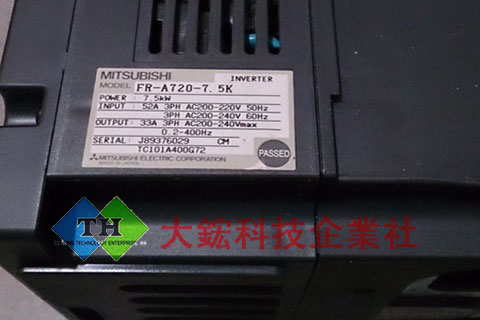 MITSUBISHI INVERTER
MODEL FR-A720-7.5K
POWER : 7.5kW
INPUT : 52A 3PH AC200-220V 50Hz
3PH AC200-240V 60Hz
OUTPUT: 33A 3PH AC200-240Vmax
0.2-400Hz
SERIAL: J89376029 CM
TC101A400G72
PASSED
MITSUBISHI ELECTRIC CORPORATION
MADE IN JAPAN
TH
TECHNOLOGY ENTERPRISE
大鋐科技企業社